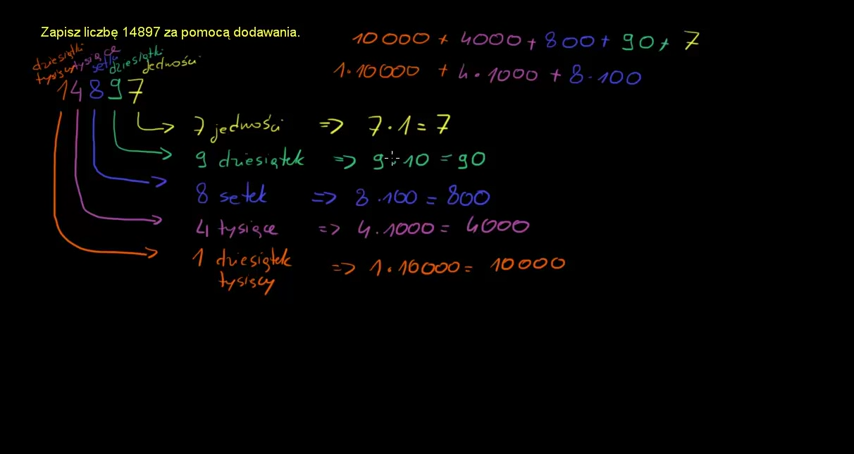 Zapisz liczbę 14897 za pomocą dodawania.
10000 + 4000 + 800 + 90 + 7
1·10000 + 4·1000 + 8·100
dziesiątki tysięcy tysiące setki dziesiątki jedności
14897
7 jedności => 7·1 = 7
9 dziesiątek => 9·10 = 90
8 setek => 8·100 = 800
4 tysiące => 4·1000 = 4000
1 dziesiątek => 1·10000 = 10000
tysięcy